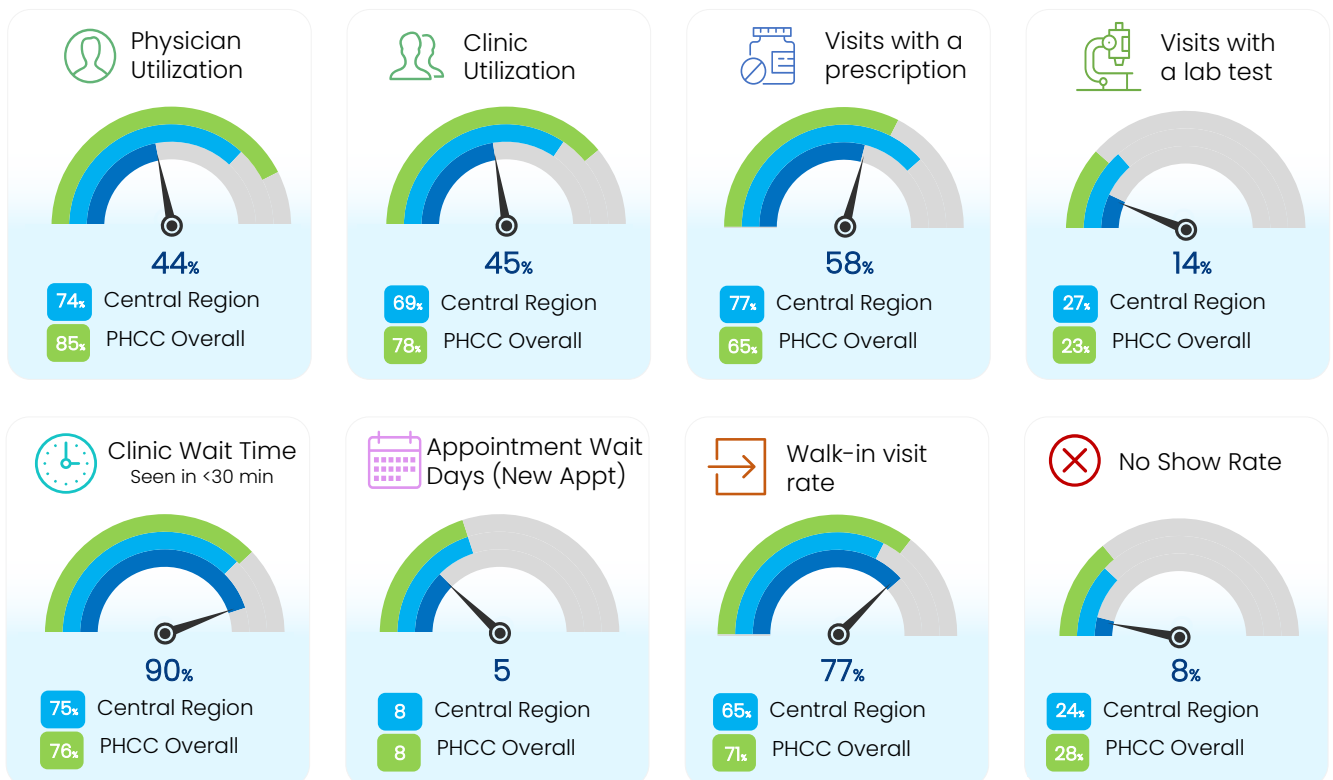 Physician
Utilization
44%
74% Central Region
85% PHCC Overall
Clinic
Utilization
45%
69% Central Region
78% PHCC Overall
Visits with a
prescription
58%
77% Central Region
65% PHCC Overall
Visits with
a lab test
14%
27% Central Region
23% PHCC Overall
Clinic Wait Time
Seen in <30 min
90%
75% Central Region
76% PHCC Overall
Appointment Wait
Days (New Appt)
5
8 Central Region
8 PHCC Overall
Walk-in visit
rate
77%
65% Central Region
71% PHCC Overall
No Show Rate
8%
24% Central Region
28% PHCC Overall